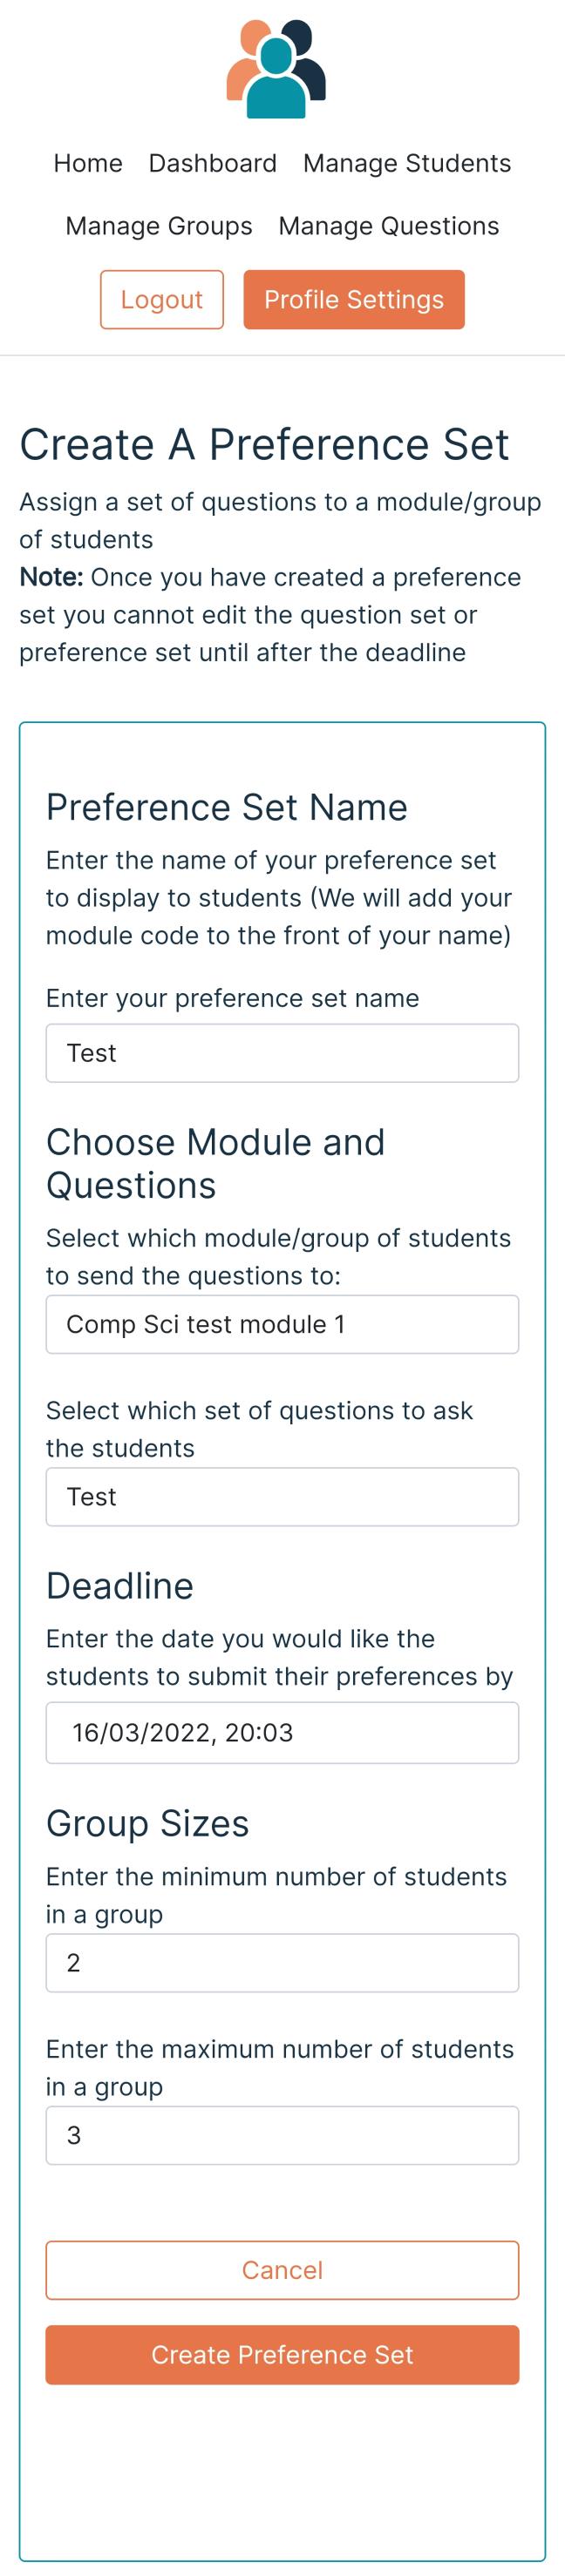 Home Dashboard Manage Students
Manage Groups Manage Questions
Logout Profile Settings
Create A Preference Set
Assign a set of questions to a module/group
of students
Note: Once you have created a preference
set you cannot edit the question set or
preference set until after the deadline
Preference Set Name
Enter the name of your preference set
to display to students (We will add your
module code to the front of your name)
Enter your preference set name
Test
Choose Module and
Questions
Select which module/group of students
to send the questions to:
Comp Sci test module 1
Select which set of questions to ask
the students
Test
Deadline
Enter the date you would like the
students to submit their preferences by
16/03/2022, 20:03
Group Sizes
Enter the minimum number of students
in a group
2
Enter the maximum number of students
in a group
3
Cancel
Create Preference Set